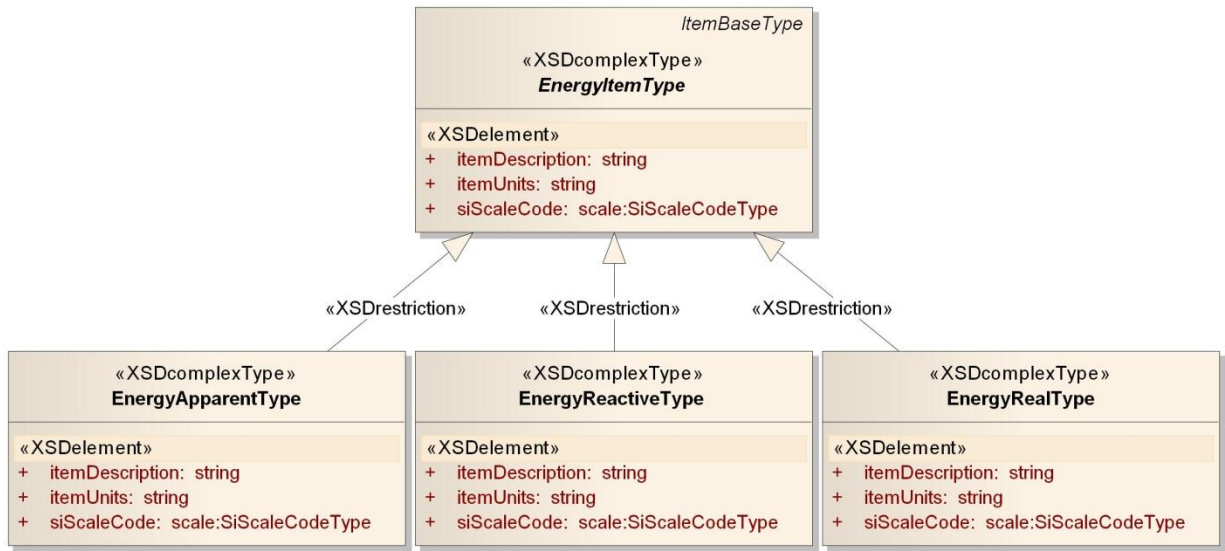 ItemBaseType
«XSDcomplexType»
EnergyItemType
«XSDelement»
+ itemDescription: string
+ itemUnits: string
+ siScaleCode: scale:SiScaleCodeType
«XSDrestriction»
«XSDrestriction»
«XSDrestriction»
«XSDcomplexType»
EnergyApparentType
«XSDelement»
+ itemDescription: string
+ itemUnits: string
+ siScaleCode: scale:SiScaleCodeType
«XSDcomplexType»
EnergyReactiveType
«XSDelement»
+ itemDescription: string
+ itemUnits: string
+ siScaleCode: scale:SiScaleCodeType
«XSDcomplexType»
EnergyRealType
«XSDelement»
+ itemDescription: string
+ itemUnits: string
+ siScaleCode: scale:SiScaleCodeType